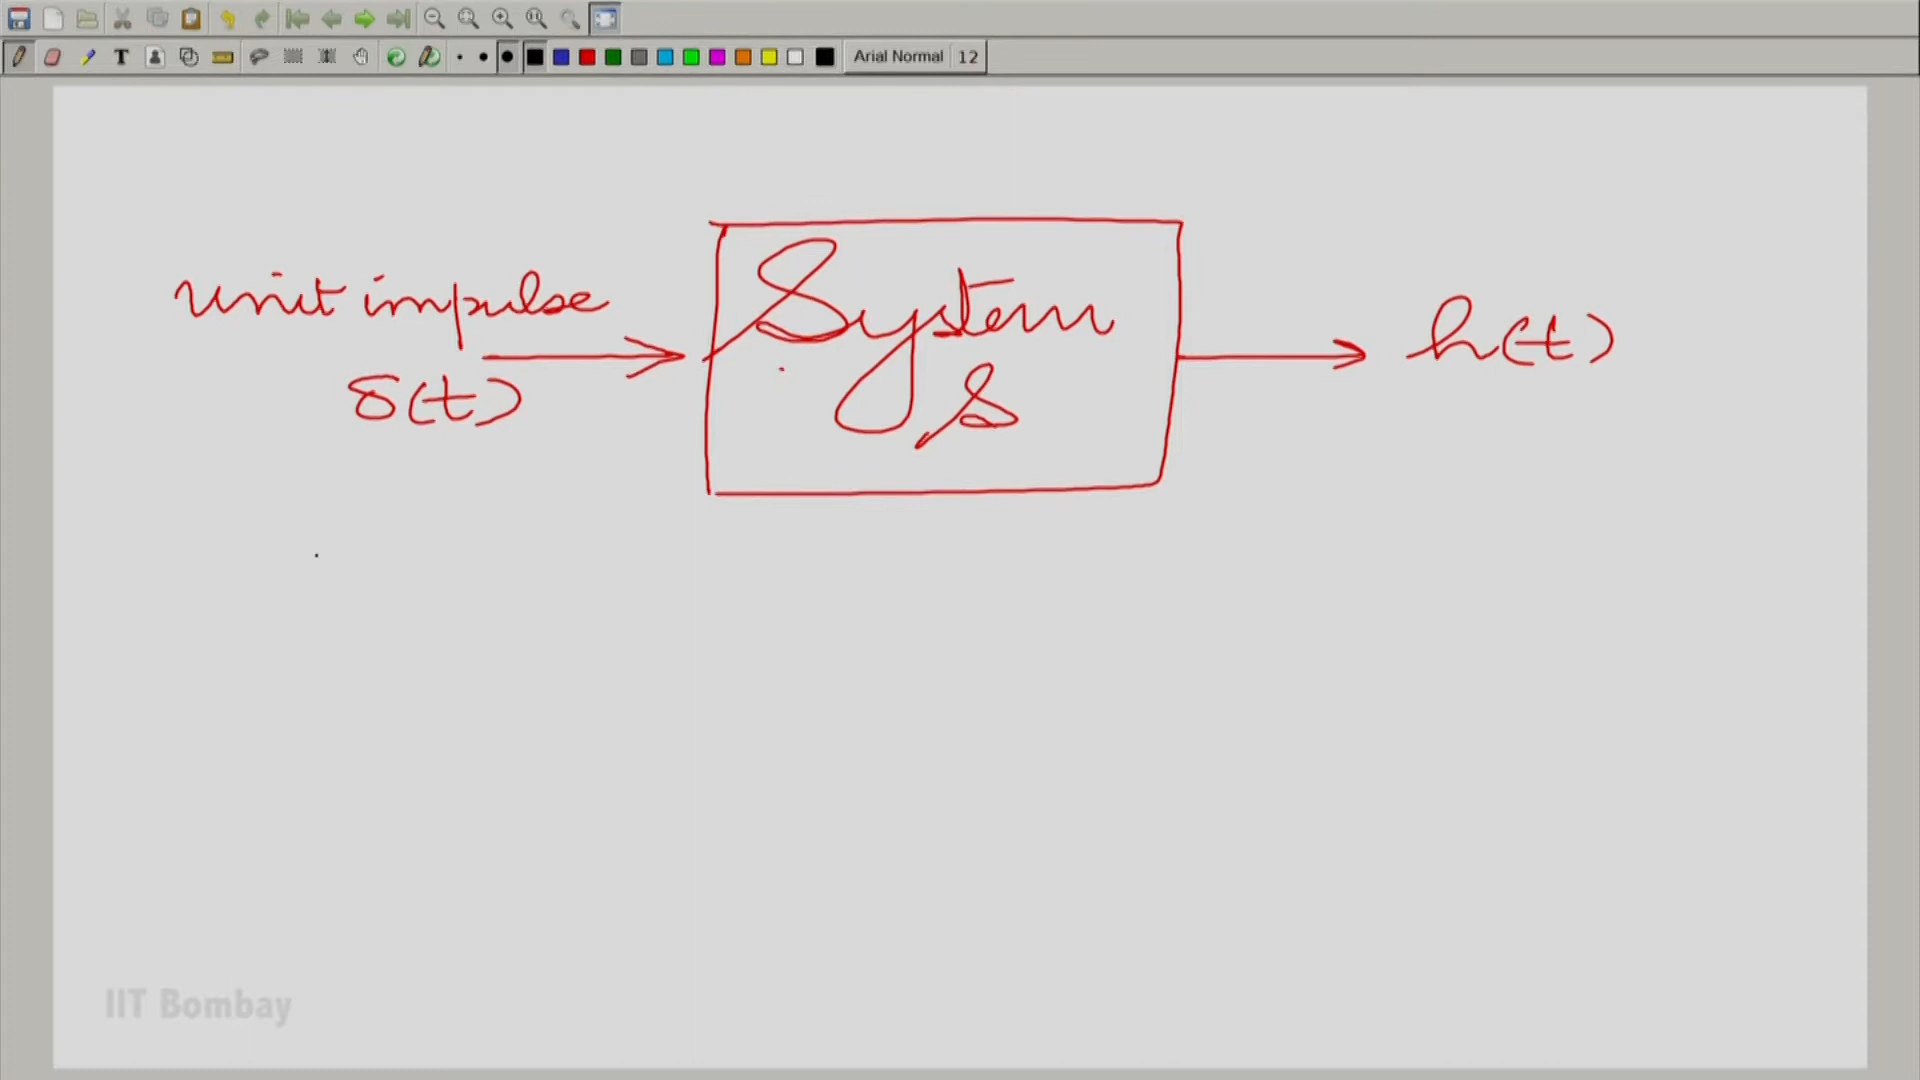 Arial Normal 12
unit impulse
δ(t)
System
S
h(t)
IIT Bombay